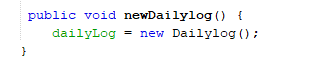 public void newDailylog() {
dailyLog = new Dailylog();
}